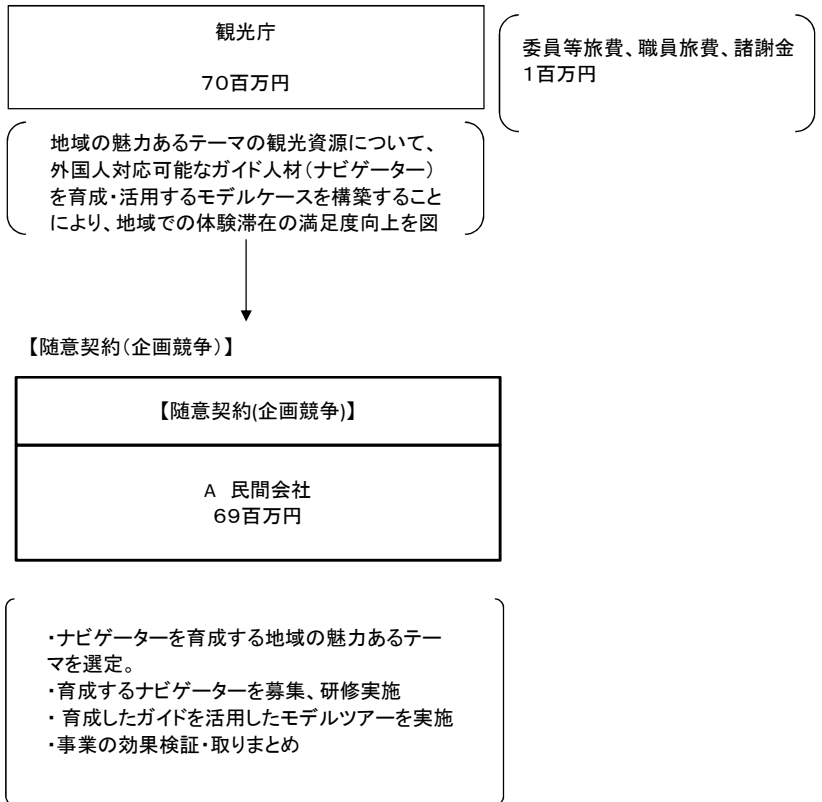 観光庁
70百万円
委員等旅費、職員旅費、諸謝金
1百万円
地域の魅力あるテーマの観光資源について、
外国人対応可能なガイド人材(ナビゲーター)
を育成・活用するモデルケースを構築すること
により、地域での体験滞在の満足度向上を図
【随意契約(企画競争)】
【随意契約(企画競争)】
A 民間会社
69百万円
・ナビゲーターを育成する地域の魅力あるテー
マを選定。
・育成するナビゲーターを募集、研修実施
・ 育成したガイドを活用したモデルツアーを実施
・事業の効果検証・取りまとめ